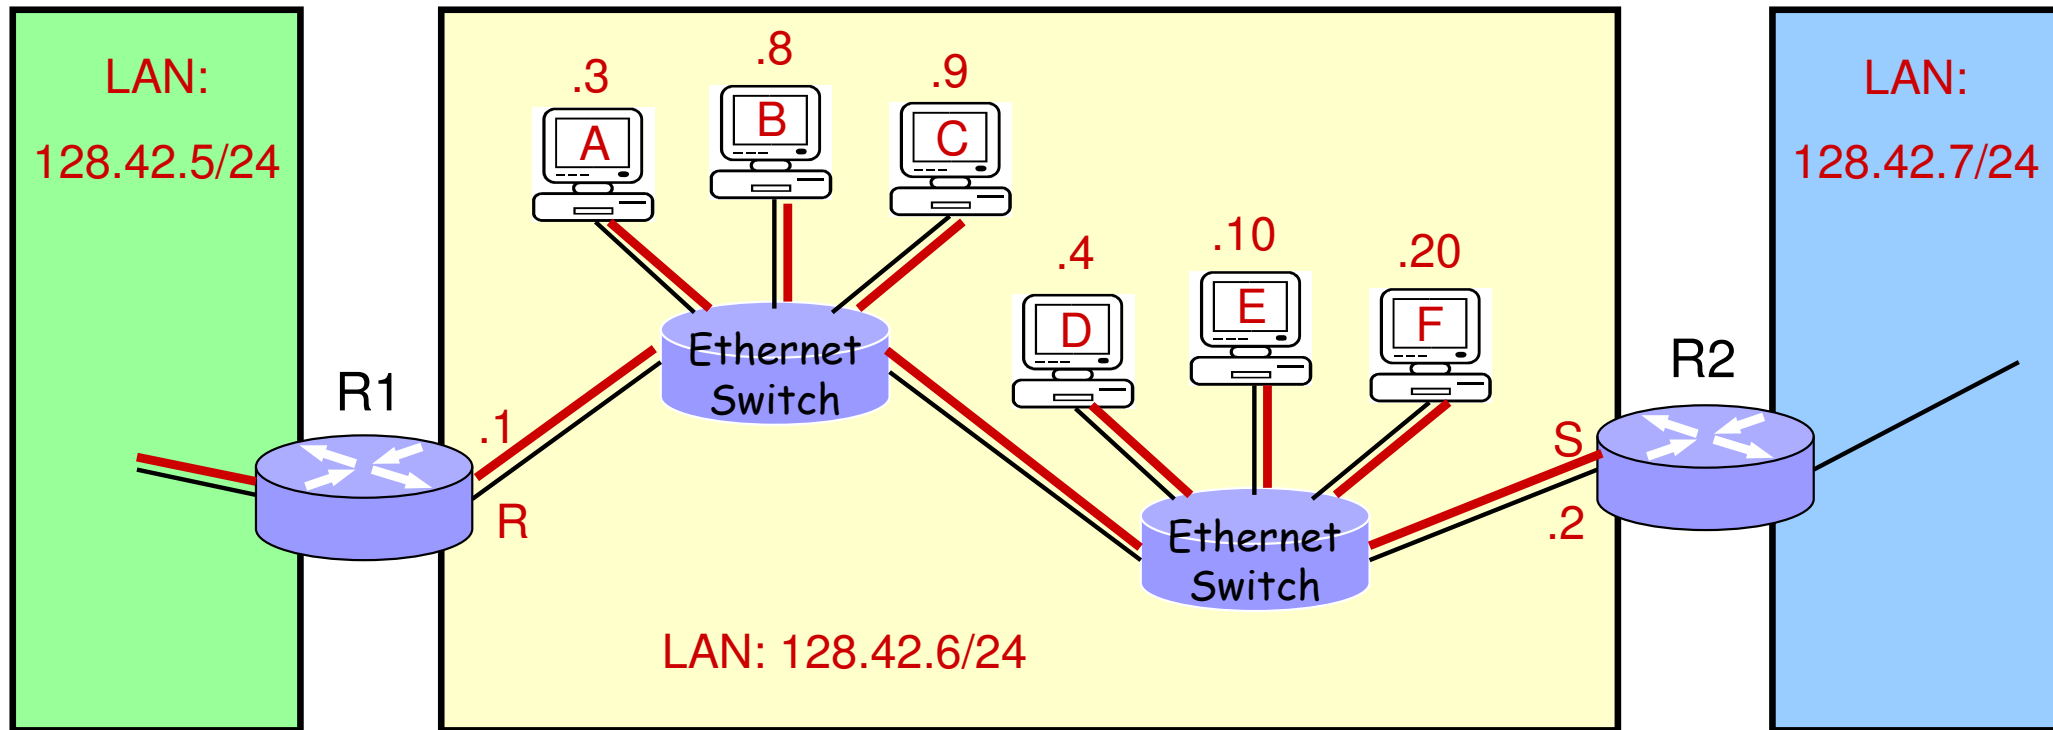 LAN:
128.42.5/24
R1
.1
R
.3
A
.8
B
.9
C
Ethernet
Switch
.4
D
.10
E
.20
F
Ethernet
Switch
LAN: 128.42.6/24
S
.2
R2
LAN:
128.42.7/24